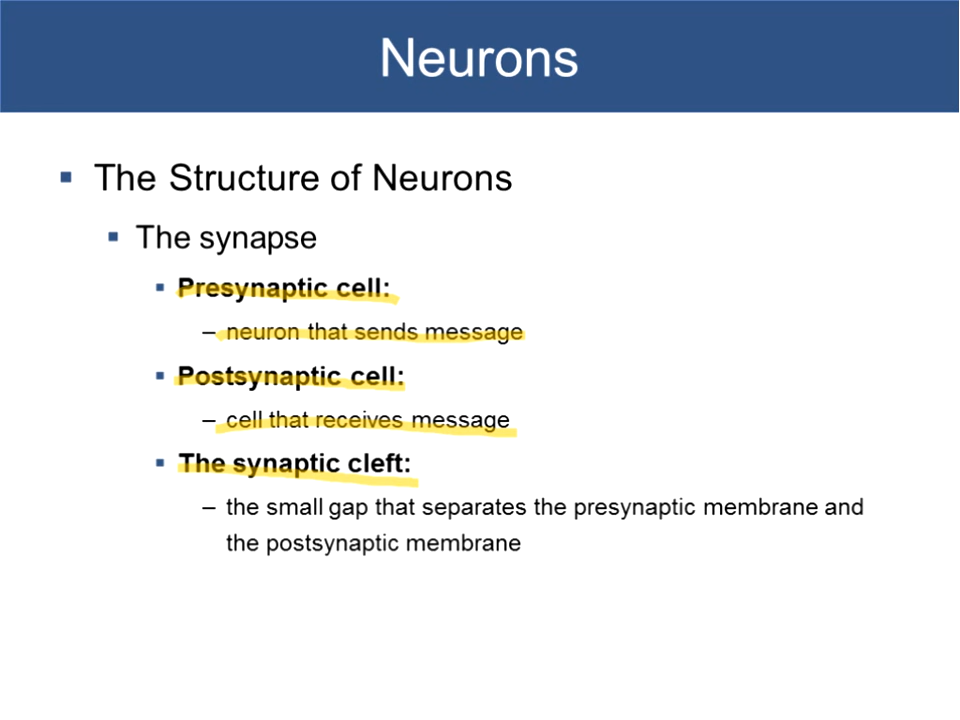 Neurons
▪ The Structure of Neurons
▪ The synapse
▪ Presynaptic cell:
– neuron that sends message
▪ Postsynaptic cell:
– cell that receives message
▪ The synaptic cleft:
– the small gap that separates the presynaptic membrane and
the postsynaptic membrane